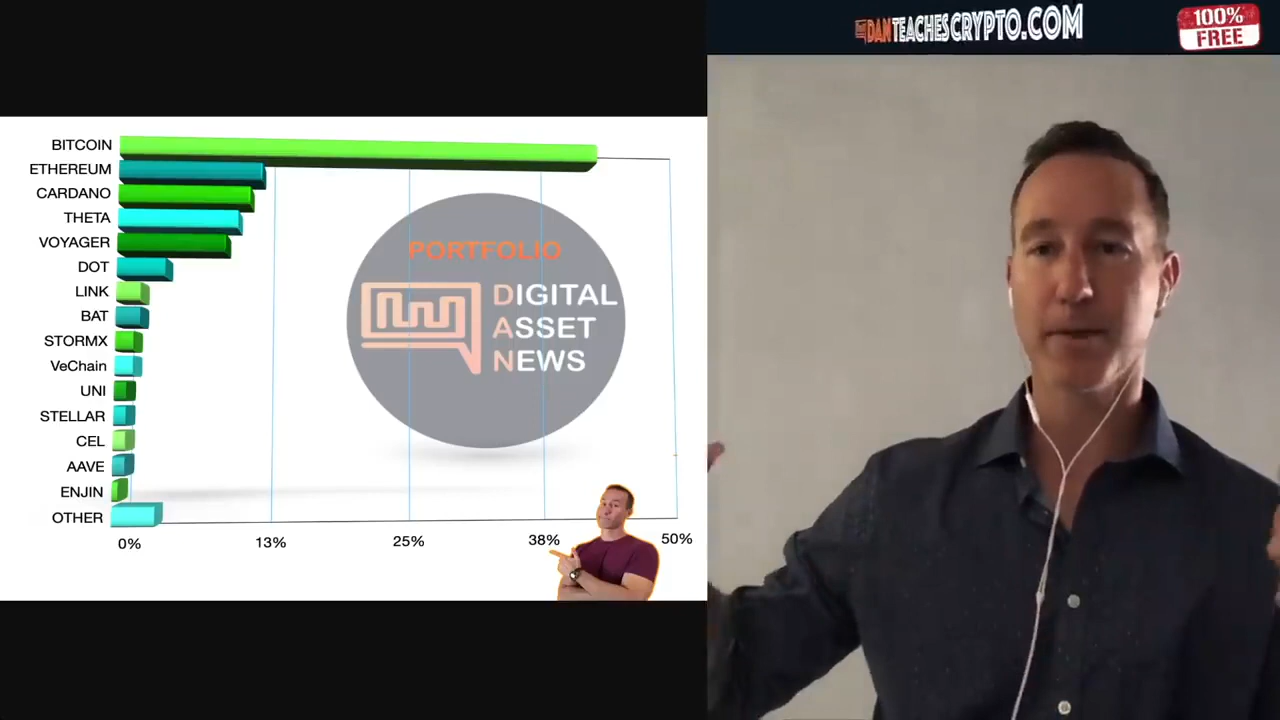 DANTEACHESCRYPTO.COM
100%
FREE
BITCOIN
ETHEREUM
CARDANO
THETA
VOYAGER
DOT
LINK
BAT
STORMX
VeChain
UNI
STELLAR
CEL
AAVE
ENJIN
OTHER
0%
13%
25%
38%
50%
PORTFOLIO
DIGITAL
ASSET
NEWS